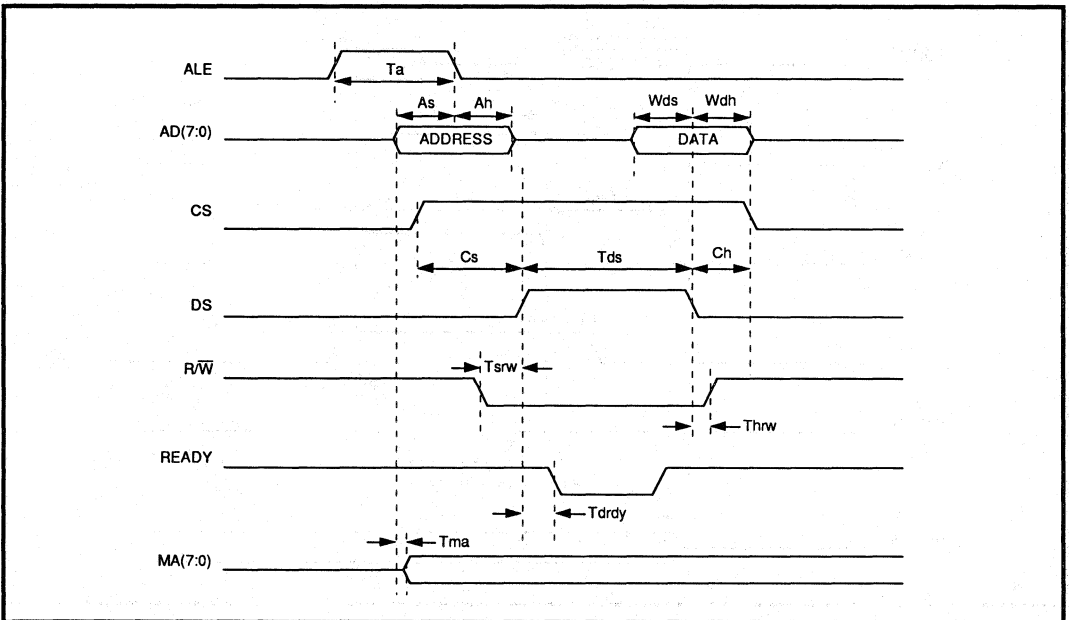 ALE
Ta
As Ah Wds Wdh
AD(7:0) ADDRESS DATA
CS
Cs Tds Ch
DS
R/W̅ Tsrw
Thrw
READY
Tdrdy
Tma
MA(7:0)